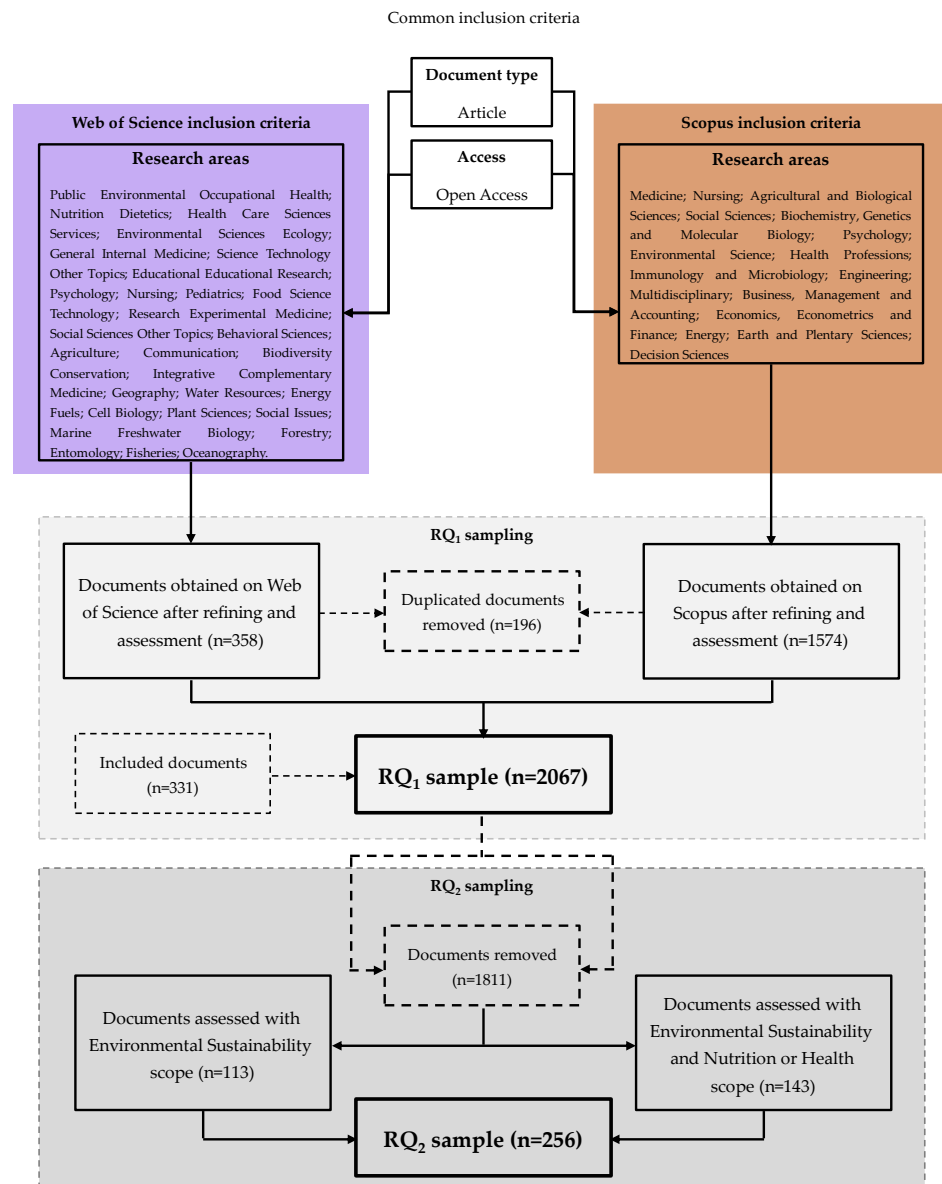 Common inclusion criteria
Document type
Article
Access
Open Access
Web of Science inclusion criteria
Research areas
Public Environmental Occupational Health;
Nutrition Dietetics; Health Care Sciences
Services; Environmental Sciences Ecology;
General Internal Medicine; Science Technology
Other Topics; Educational Educational Research;
Psychology; Nursing; Pediatrics; Food Science
Technology; Research Experimental Medicine;
Social Sciences Other Topics; Behavioral Sciences;
Agriculture; Communication; Biodiversity
Conservation; Integrative Complementary
Medicine; Geography; Water Resources; Energy
Fuels; Cell Biology; Plant Sciences; Social Issues;
Marine Freshwater Biology; Forestry;
Entomology; Fisheries; Oceanography.
Scopus inclusion criteria
Research areas
Medicine; Nursing; Agricultural and Biological
Sciences; Social Sciences; Biochemistry, Genetics
and Molecular Biology; Psychology;
Environmental Science; Health Professions;
Immunology and Microbiology; Engineering;
Multidisciplinary; Business, Management and
Accounting; Economics, Econometrics and
Finance; Energy; Earth and Plentary Sciences;
Decision Sciences
RQ₁ sampling
Documents obtained on Web
of Science after refining and
assessment (n=358)
Duplicated documents
removed (n=196)
Documents obtained on
Scopus after refining and
assessment (n=1574)
Included documents
(n=331)
RQ₁ sample (n=2067)
RQ₂ sampling
Documents removed
(n=1811)
Documents assessed with
Environmental Sustainability
scope (n=113)
Documents assessed with
Environmental Sustainability
and Nutrition or Health
scope (n=143)
RQ₂ sample (n=256)